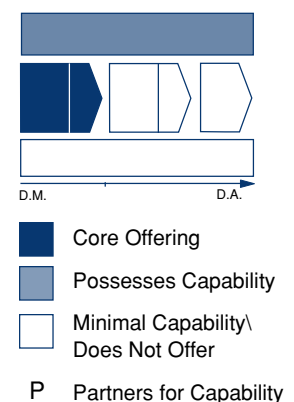 D.M. D.A.
Core Offering
Possesses Capability
Minimal Capability\
Does Not Offer
P Partners for Capability